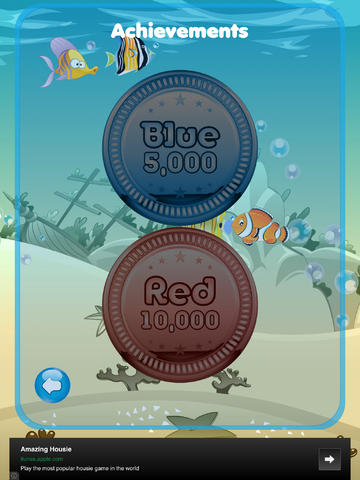 Achievements
Blue
5,000
Red
10,000
Amazing Housie
itunes.apple.com
Play the most popular housie game in the world